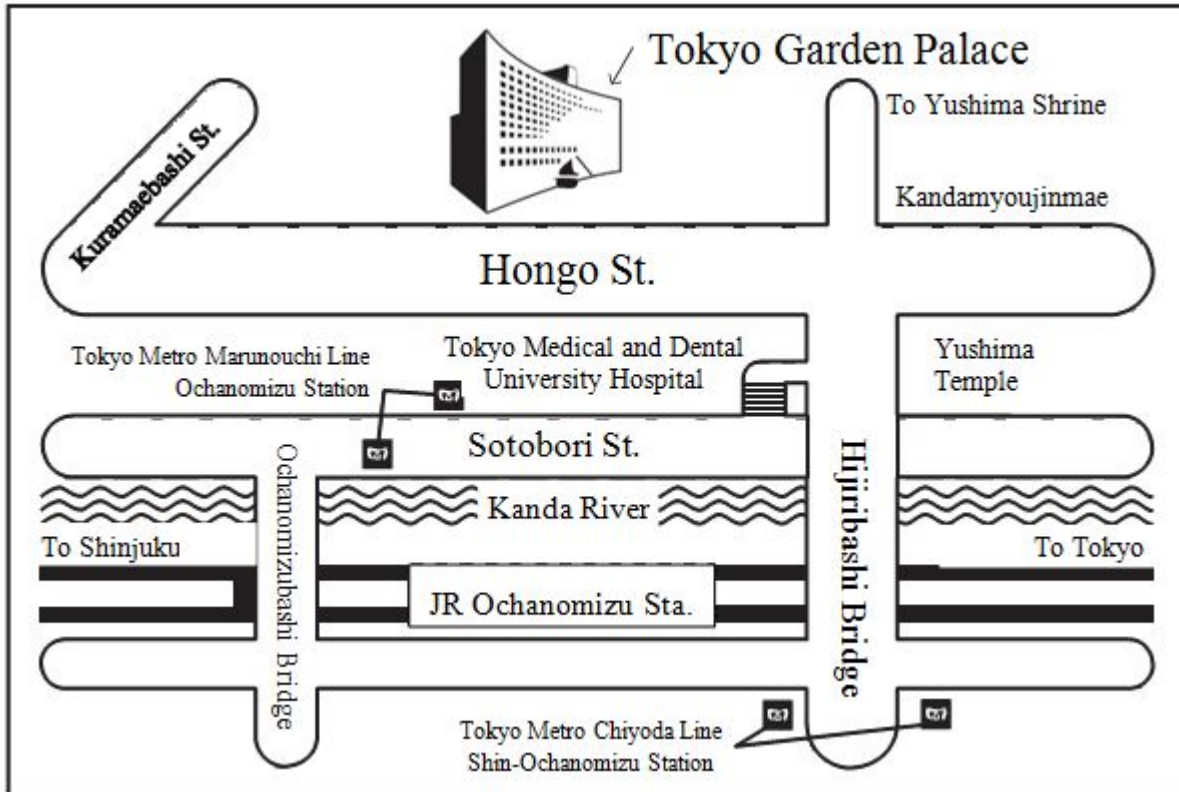 Tokyo Garden Palace
To Yushima Shrine
Kuramaebashi St.
Kandamyoujinmae
Hongo St.
Tokyo Metro Marunouchi Line
Ochanomizu Station
Tokyo Medical and Dental
University Hospital
Yushima
Temple
Sotobori St.
Ochanomizubashi Bridge
Hijiribashi Bridge
Kanda River
To Shinjuku
To Tokyo
JR Ochanomizu Sta.
Tokyo Metro Chiyoda Line
Shin-Ochanomizu Station